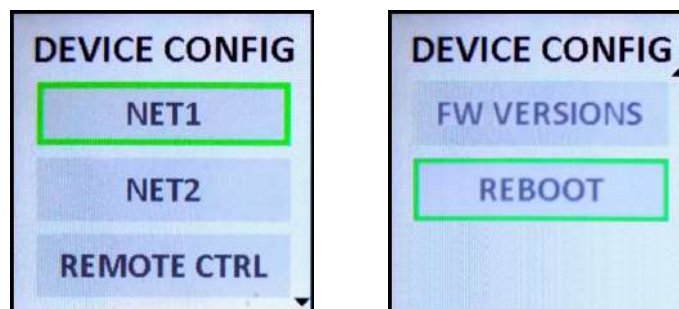 DEVICE CONFIG
NET1
NET2
REMOTE CTRL
DEVICE CONFIG
FW VERSIONS
REBOOT